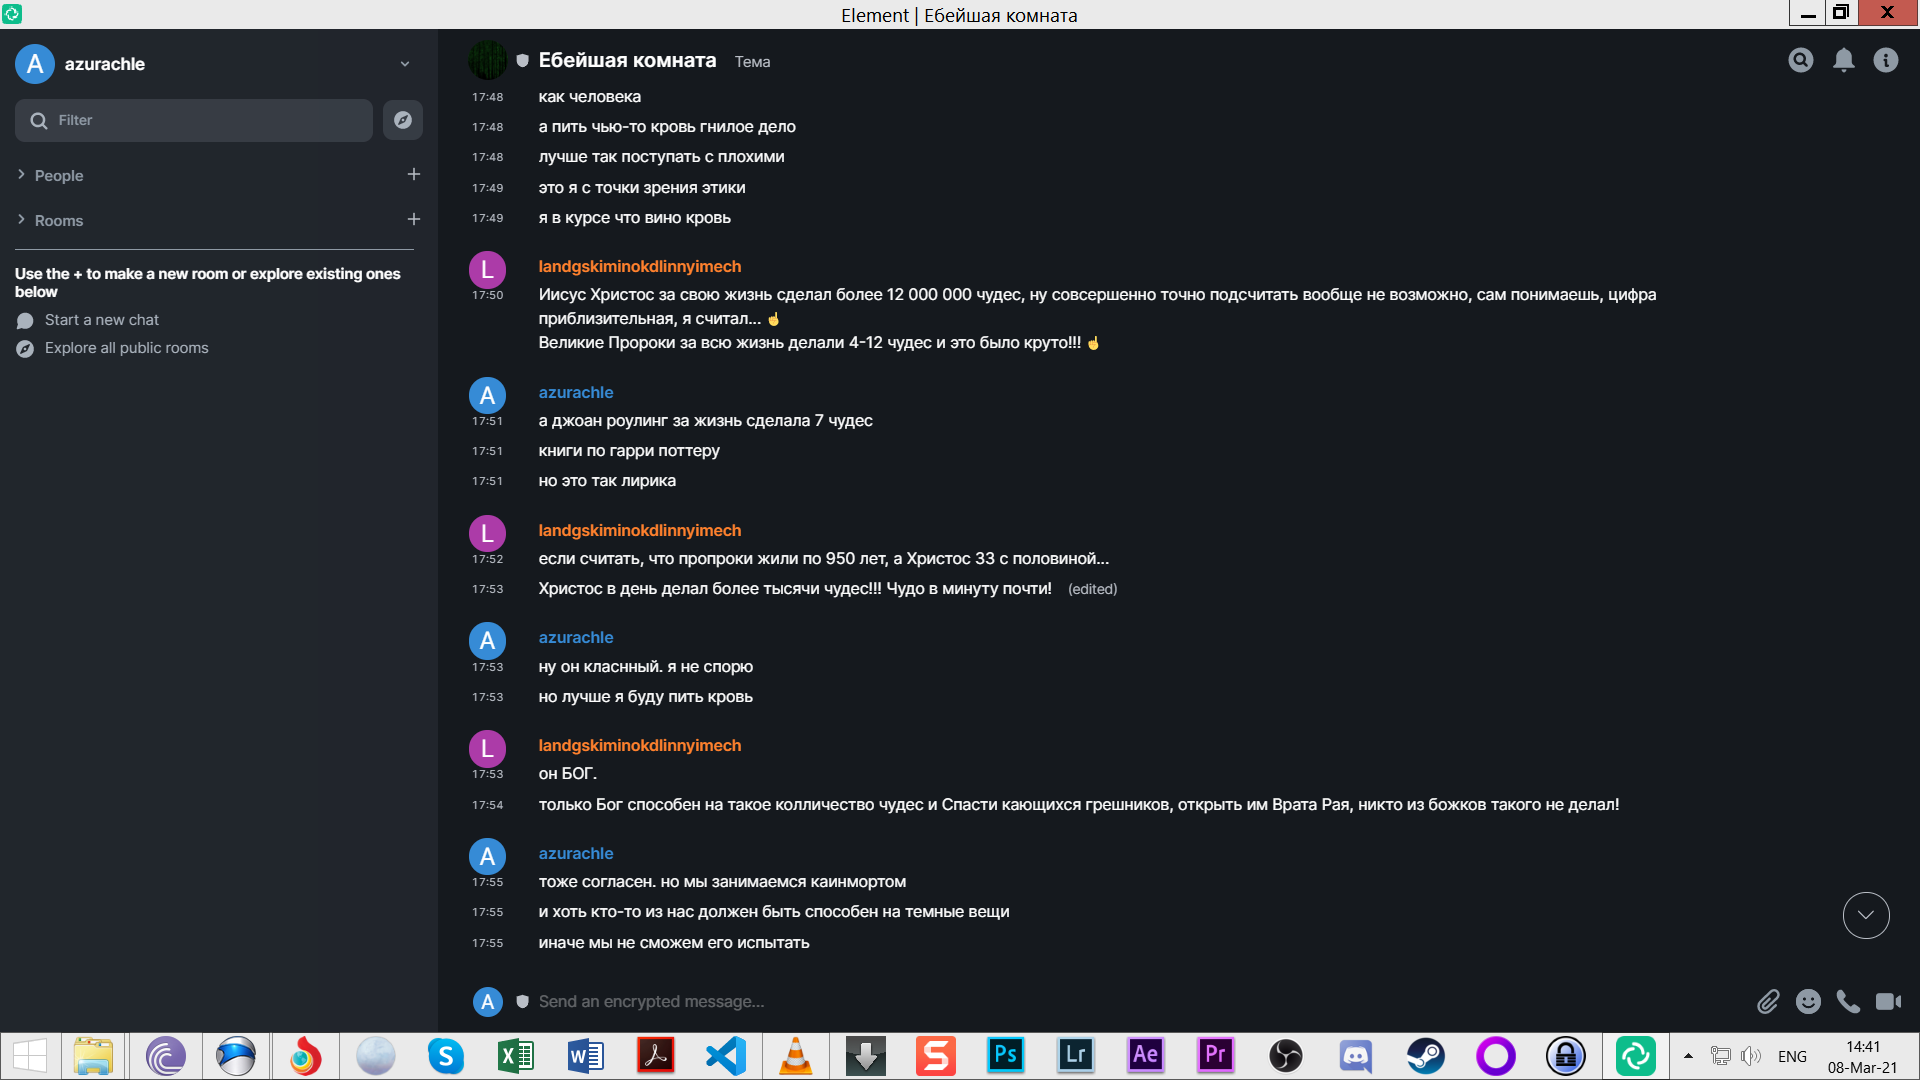 Element | Ебейшая комната
A azurachle
Filter
People
Rooms
Use the + to make a new room or explore existing ones
below
Start a new chat
Explore all public rooms
Ебейшая комната Тема
17:48 как человека
17:48 а пить чью-то кровь гнилое дело
17:48 лучше так поступать с плохими
17:49 это я с точки зрения этики
17:49 я в курсе что вино кровь
L landgskiminokdlinnyimech
17:50 Иисус Христос за свою жизнь сделал более 12 000 000 чудес, ну совсершенно точно подсчитать вообще не возможно, сам понимаешь, цифра
приблизительная, я считал... ☝
Великие Пророки за всю жизнь делали 4-12 чудес и это было круто!!! ☝
A azurachle
17:51 а джоан роулинг за жизнь сделала 7 чудес
17:51 книги по гарри поттеру
17:51 но это так лирика
L landgskiminokdlinnyimech
17:52 если считать, что пропроки жили по 950 лет, а Христос 33 с половиной...
17:53 Христос в день делал более тысячи чудес!!! Чудо в минуту почти! (edited)
A azurachle
17:53 ну он класнный. я не спорю
17:53 но лучше я буду пить кровь
L landgskiminokdlinnyimech
17:53 он БОГ.
17:54 только Бог способен на такое колличество чудес и Спасти кающихся грешников, открыть им Врата Рая, никто из божков такого не делал!
A azurachle
17:55 тоже согласен. но мы занимаемся каинмортом
17:55 и хоть кто-то из нас должен быть способен на темные вещи
17:55 иначе мы не сможем его испытать
A Send an encrypted message...
S X W S Ps Lr Ae Pr ENG 14:41
08-Mar-21